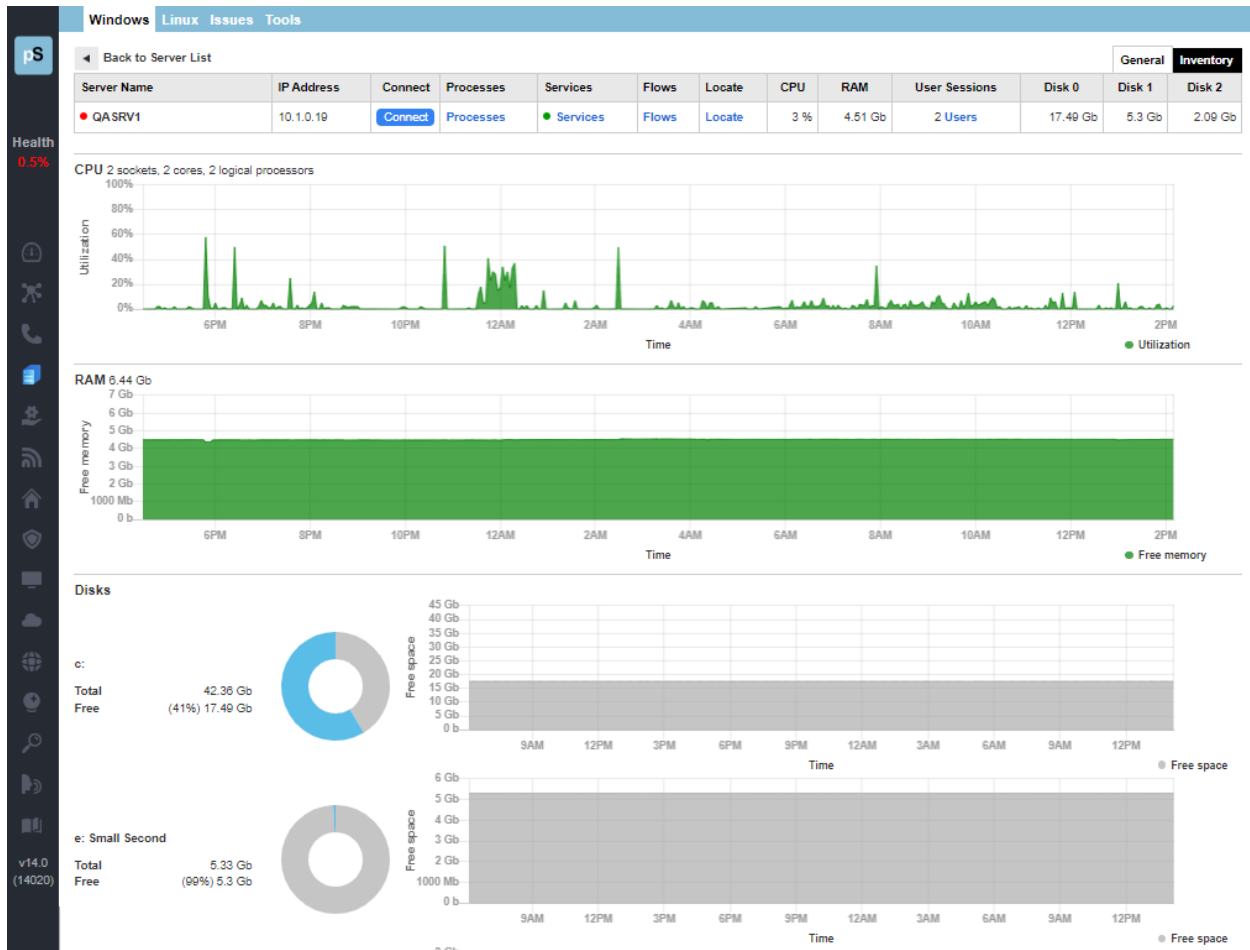 Windows Linux Issues Tools
pS
◄ Back to Server List
General Inventory
Server Name IP Address Connect Processes Services Flows Locate CPU RAM User Sessions Disk 0 Disk 1 Disk 2
QASRV1 10.1.0.19 Connect Processes Services Flows Locate 3 % 4.51 Gb 2 Users 17.49 Gb 5.3 Gb 2.09 Gb
Health
0.5%
CPU 2 sockets, 2 cores, 2 logical processors
100%
80%
60%
40%
20%
0%
Utilization
6PM 8PM 10PM 12AM 2AM 4AM 6AM 8AM 10AM 12PM 2PM
Time
Utilization
RAM 6.44 Gb
7 Gb
6 Gb
5 Gb
4 Gb
3 Gb
2 Gb
1000 Mb
0 b
Free memory
6PM 8PM 10PM 12AM 2AM 4AM 6AM 8AM 10AM 12PM 2PM
Time
Free memory
Disks
c:
Total 42.36 Gb
Free (41%) 17.49 Gb
45 Gb
40 Gb
35 Gb
30 Gb
25 Gb
20 Gb
15 Gb
10 Gb
5 Gb
0 b
Free space
9AM 12PM 3PM 6PM 9PM 12AM 3AM 6AM 9AM 12PM
Time
Free space
e: Small Second
Total 5.33 Gb
Free (99%) 5.3 Gb
6 Gb
5 Gb
4 Gb
3 Gb
2 Gb
1000 Mb
0 b
Free space
9AM 12PM 3PM 6PM 9PM 12AM 3AM 6AM 9AM 12PM
Time
Free space
v14.0
(14020)